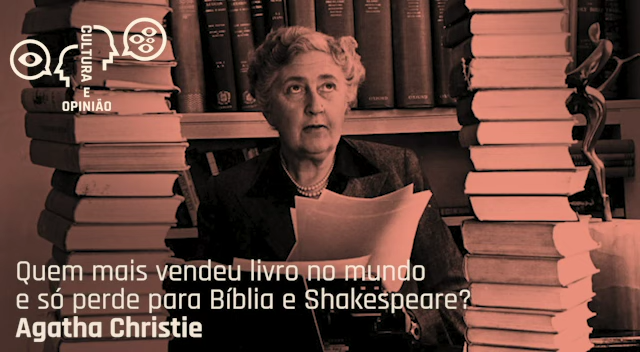 CULTURA
E
OPINIÃO
Quem mais vendeu livro no mundo
e só perde para Bíblia e Shakespeare?
Agatha Christie